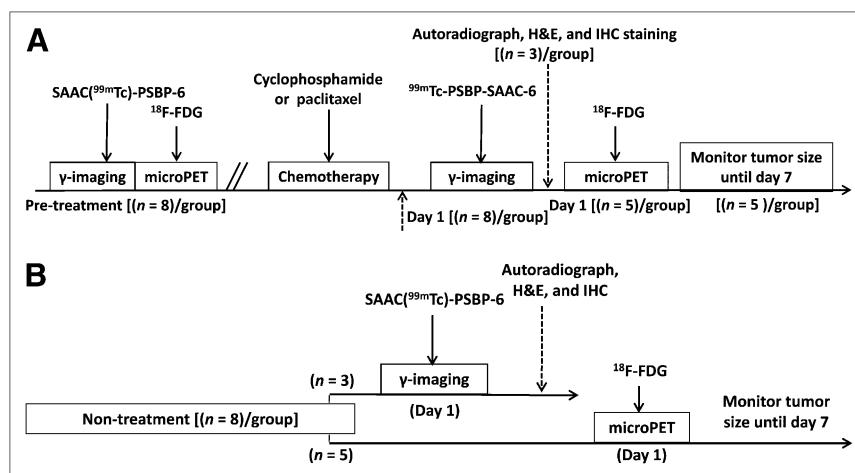 A
Autoradiograph, H&E, and IHC staining
[(n = 3)/group]
Cyclophosphamide
or paclitaxel
SAAC(99mTc)-PSBP-6
18F-FDG
99mTc-PSBP-SAAC-6
18F-FDG
γ-imaging
microPET
Chemotherapy
γ-imaging
microPET
Monitor tumor size
until day 7
Pre-treatment [(n = 8)/group]
Day 1 [(n = 8)/group]
Day 1 [(n = 5)/group]
[(n = 5 )/group]
B
Autoradiograph,
H&E, and IHC
SAAC(99mTc)-PSBP-6
(n = 3)
γ-imaging
(Day 1)
18F-FDG
Non-treatment [(n = 8)/group]
microPET
Monitor tumor
size until day 7
(n = 5)
(Day 1)